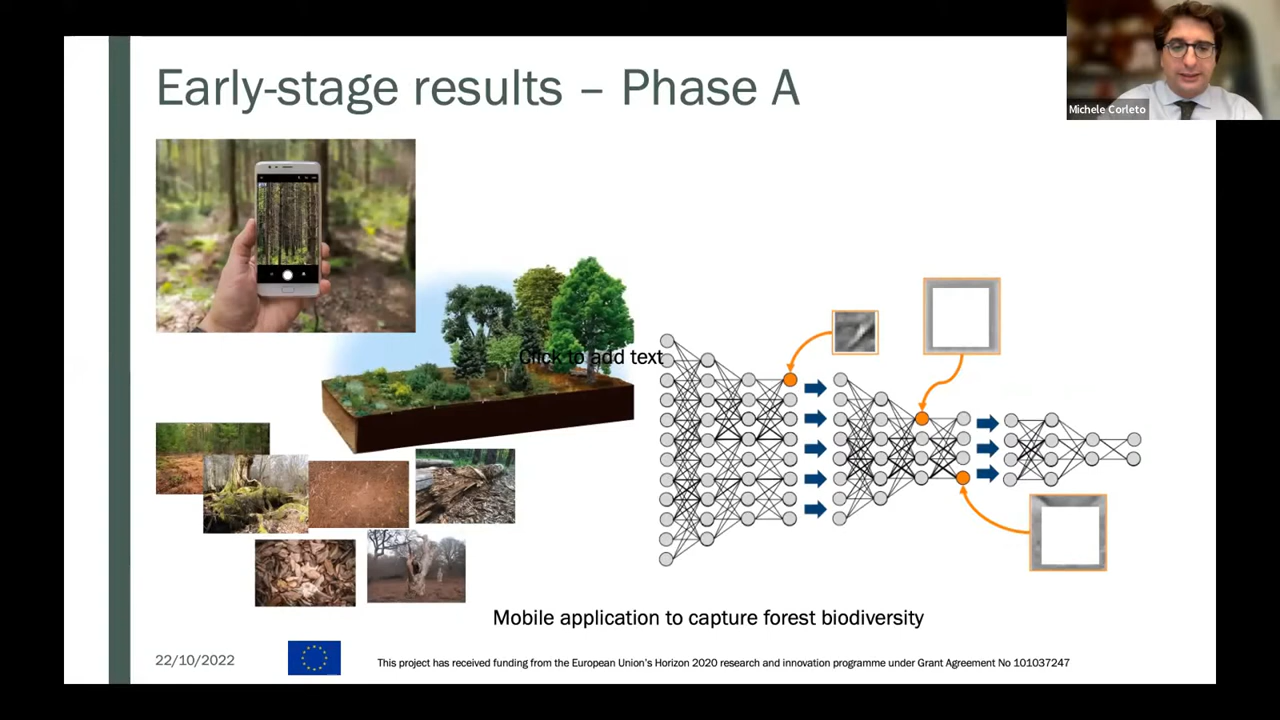 Early-stage results – Phase A
Michele Corleto
Click to add text
Mobile application to capture forest biodiversity
22/10/2022
This project has received funding from the European Union's Horizon 2020 research and innovation programme under Grant Agreement No 101037247